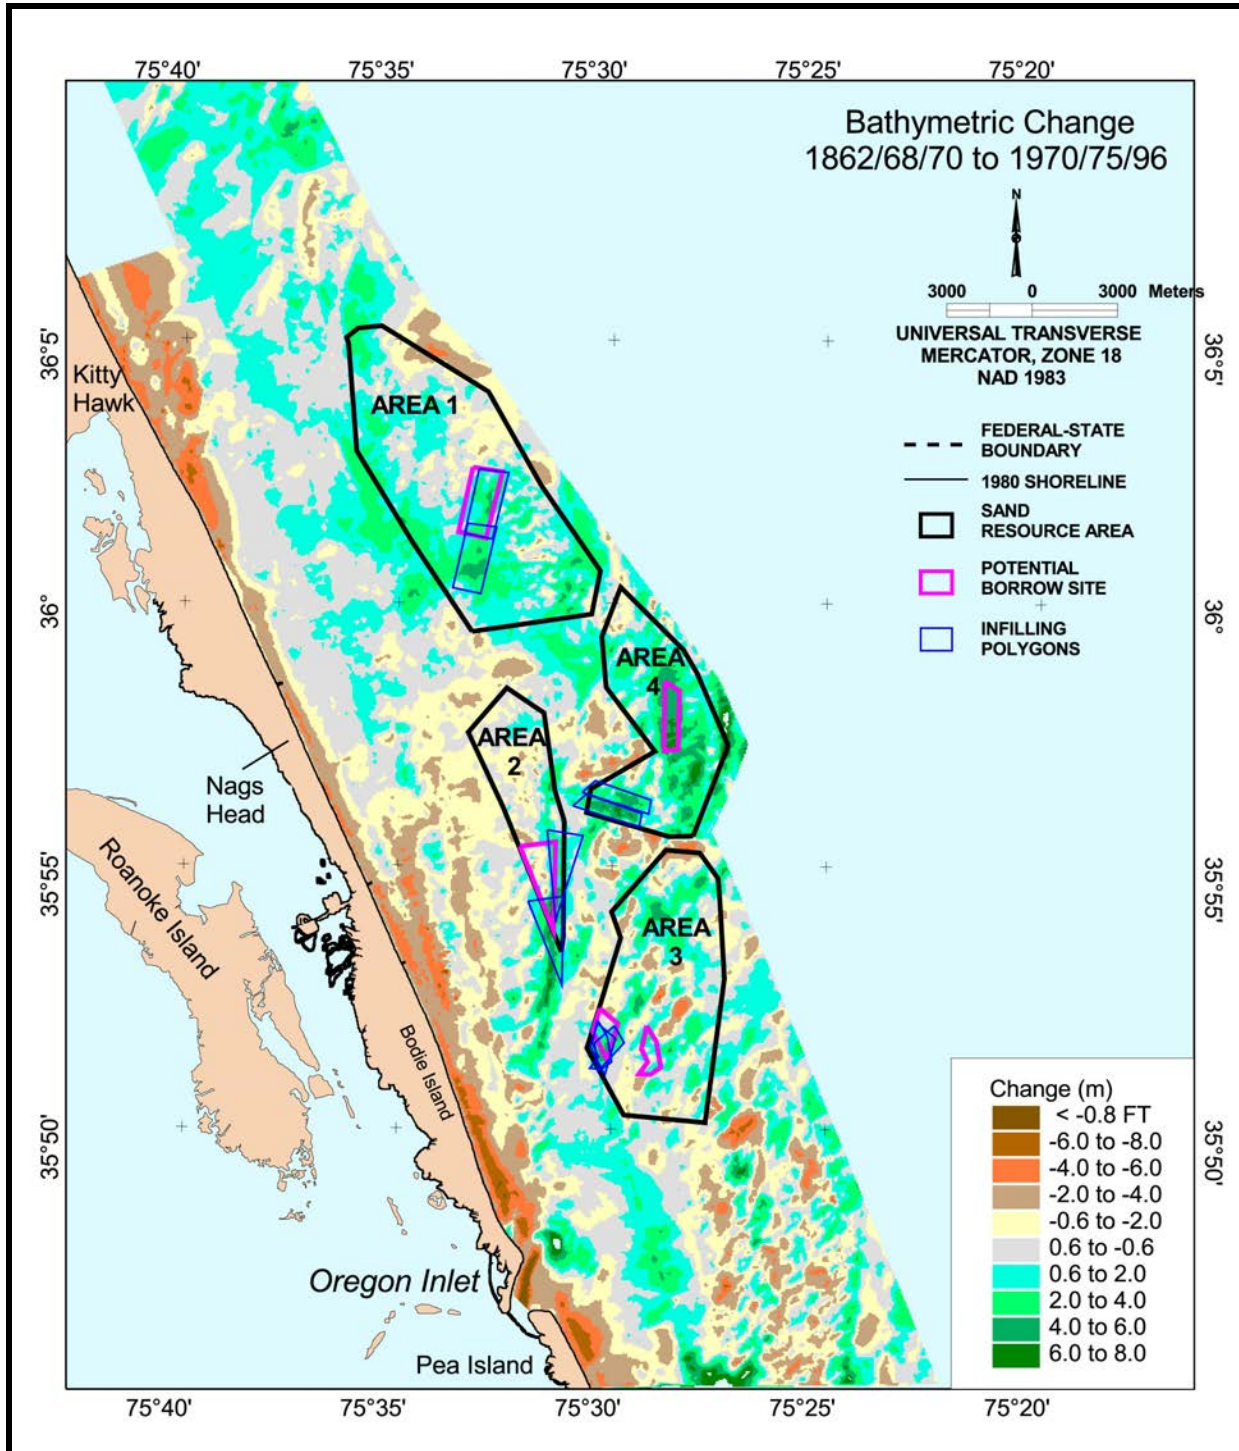 75°40' 75°35' 75°30' 75°25' 75°20'
Bathymetric Change
1862/68/70 to 1970/75/96
N
3000 0 3000 Meters
UNIVERSAL TRANSVERSE
MERCATOR, ZONE 18
NAD 1983
FEDERAL-STATE
BOUNDARY
1980 SHORELINE
SAND
RESOURCE AREA
POTENTIAL
BORROW SITE
INFILLING
POLYGONS
36°5'
36°
35°55'
35°50'
36°5'
36°
35°55'
35°50'
Kitty
Hawk
AREA 1
AREA
4
AREA
2
Nags
Head
Roanoke Island
AREA
3
Bodie Island
Oregon Inlet
Pea Island
Change (m)
< -0.8 FT
-6.0 to -8.0
-4.0 to -6.0
-2.0 to -4.0
-0.6 to -2.0
0.6 to -0.6
0.6 to 2.0
2.0 to 4.0
4.0 to 6.0
6.0 to 8.0
75°40' 75°35' 75°30' 75°25' 75°20'